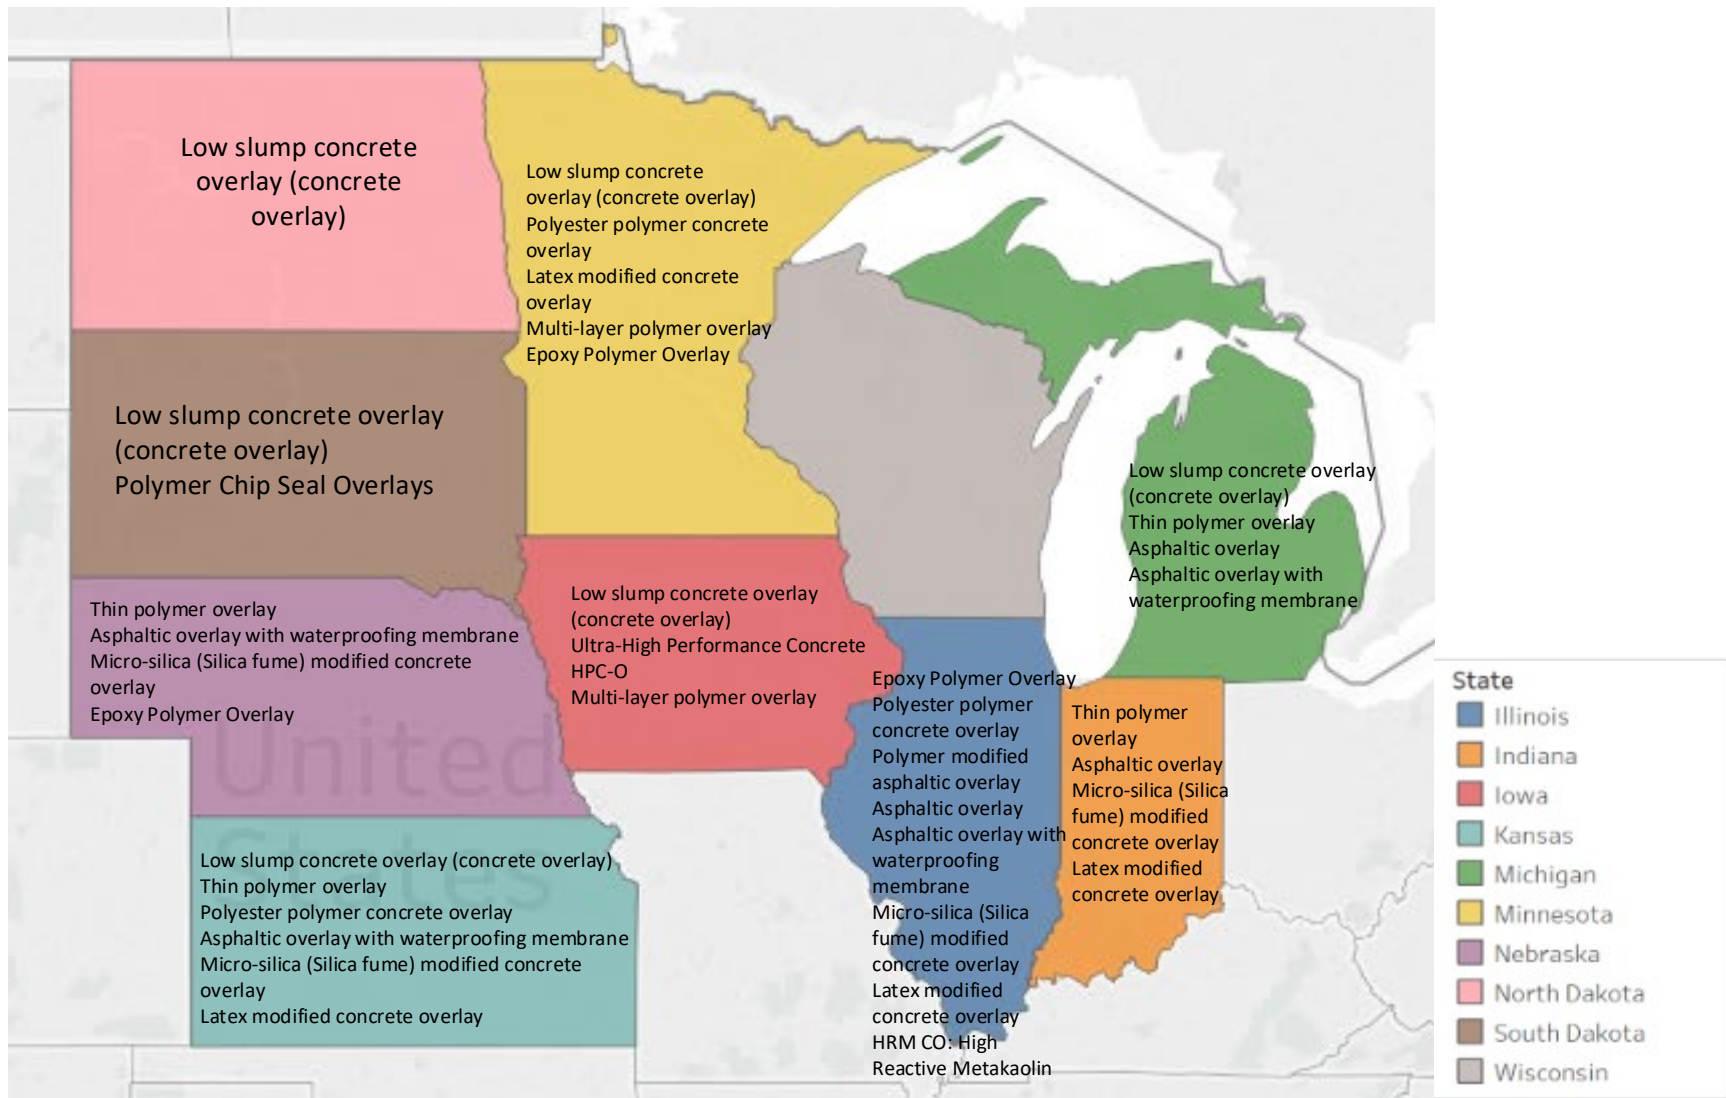 Low slump concrete
overlay (concrete
overlay)
Low slump concrete
overlay (concrete overlay)
Polyester polymer concrete
overlay
Latex modified concrete
overlay
Multi-layer polymer overlay
Epoxy Polymer Overlay
Low slump concrete overlay
(concrete overlay)
Polymer Chip Seal Overlays
Low slump concrete overlay
(concrete overlay)
Thin polymer overlay
Asphaltic overlay
Asphaltic overlay with
waterproofing membrane
Thin polymer overlay
Asphaltic overlay with waterproofing membrane
Micro-silica (Silica fume) modified concrete
overlay
Epoxy Polymer Overlay
Low slump concrete overlay
(concrete overlay)
Ultra-High Performance Concrete
HPC-O
Multi-layer polymer overlay
Epoxy Polymer Overlay
Polyester polymer
concrete overlay
Polymer modified
asphaltic overlay
Asphaltic overlay
Asphaltic overlay with
waterproofing
membrane
Micro-silica (Silica
fume) modified
concrete overlay
Latex modified
concrete overlay
HRM CO: High
Reactive Metakaolin
Thin polymer
overlay
Asphaltic overlay
Micro-silica (Silica
fume) modified
concrete overlay
Latex modified
concrete overlay
United
States
Low slump concrete overlay (concrete overlay)
Thin polymer overlay
Polyester polymer concrete overlay
Asphaltic overlay with waterproofing membrane
Micro-silica (Silica fume) modified concrete
overlay
Latex modified concrete overlay
State
Illinois
Indiana
Iowa
Kansas
Michigan
Minnesota
Nebraska
North Dakota
South Dakota
Wisconsin